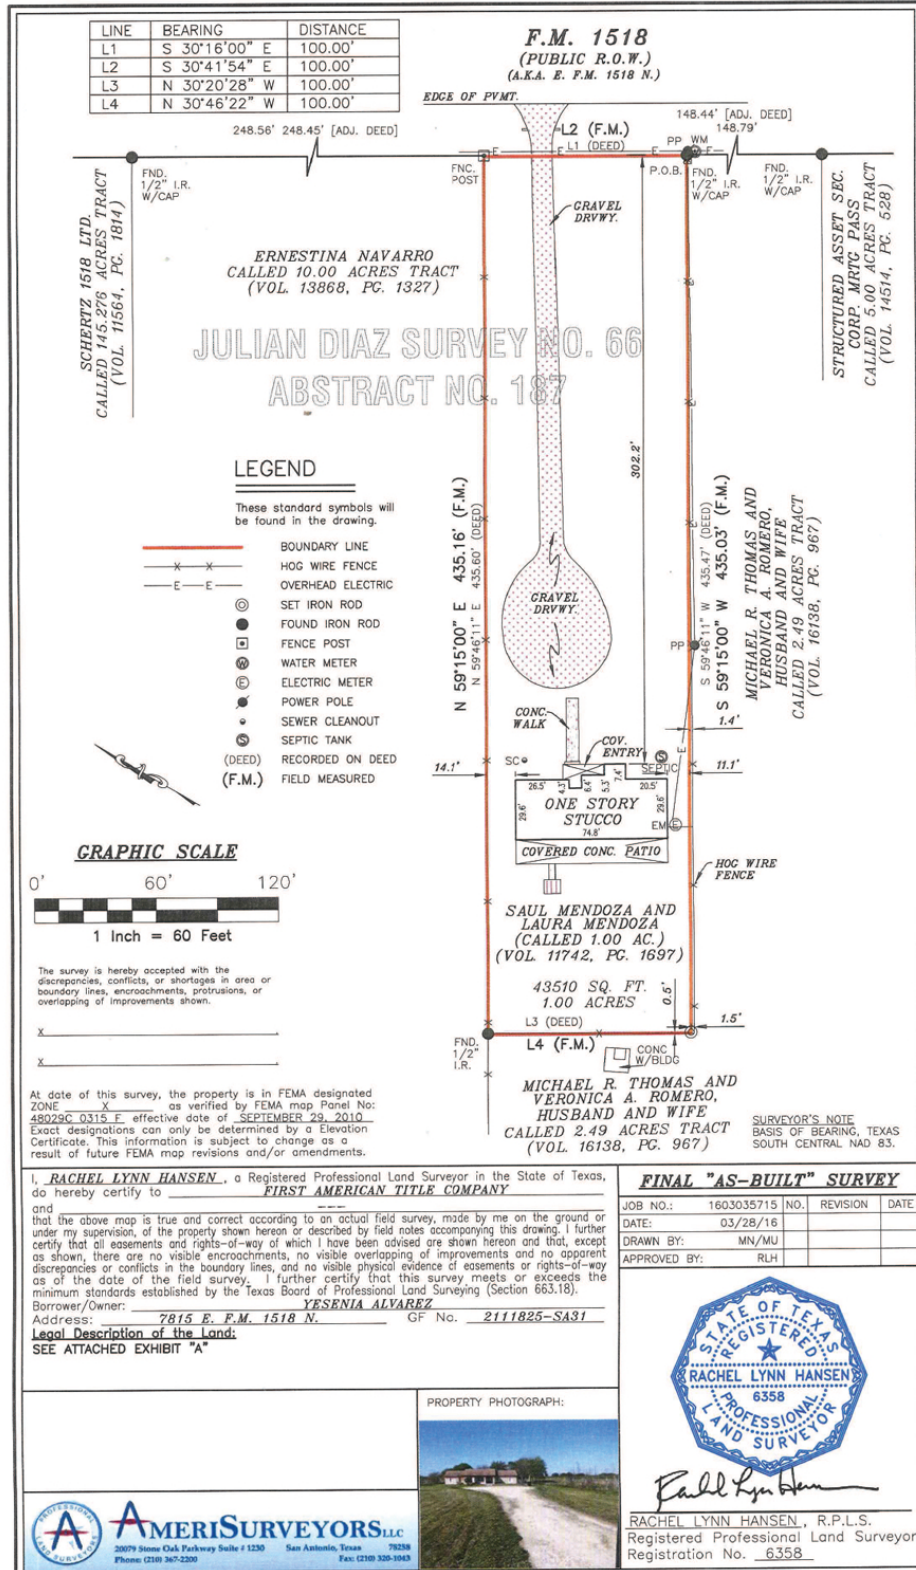 LINE BEARING DISTANCE
L1 S 30°16'00" E 100.00'
L2 S 30°41'54" E 100.00'
L3 N 30°20'28" W 100.00'
L4 N 30°46'22" W 100.00'
F.M. 1518
(PUBLIC R.O.W.)
(A.K.A. E. F.M. 1518 N.)
EDGE OF PVMT.
248.56' 248.45' [ADJ. DEED]
L2 (F.M.)
L1 (DEED)
148.44' [ADJ. DEED]
148.79'
PP WM
E E E E
FND.
1/2" I.R.
W/CAP
FNC.
POST
P.O.B.
FND.
1/2" I.R.
W/CAP
FND.
1/2" I.R.
W/CAP
SCHERTZ 1518 LTD.
CALLED 145.276 ACRES TRACT
(VOL. 11564, PG. 1814)
ERNESTINA NAVARRO
CALLED 10.00 ACRES TRACT
(VOL. 13868, PG. 1327)
GRAVEL
DRVWY.
STRUCTURED ASSET SEC.
CORP. MRTG PASS
CALLED 5.00 ACRES TRACT
(VOL. 14514, PG. 528)
JULIAN DIAZ SURVEY NO. 66
ABSTRACT NO. 187
302.2'
LEGEND
These standard symbols will
be found in the drawing.
BOUNDARY LINE
X X HOG WIRE FENCE
E E OVERHEAD ELECTRIC
SET IRON ROD
FOUND IRON ROD
FENCE POST
W WATER METER
E ELECTRIC METER
POWER POLE
SEWER CLEANOUT
S SEPTIC TANK
(DEED) RECORDED ON DEED
(F.M.) FIELD MEASURED
N 59°15'00" E 435.16' (F.M.)
N 59°46'11" E 435.60' (DEED)
S 59°46'11" W 435.47' (DEED)
S 59°15'00" W 435.03' (F.M.)
MICHAEL R. THOMAS AND
VERONICA A. ROMERO,
HUSBAND AND WIFE
CALLED 2.49 ACRES TRACT
(VOL. 16138, PG. 967)
GRAVEL
DRVWY.
PP
CONC.
WALK
COV.
ENTRY
1.4'
14.1'
SC
S
SEPTIC
11.1'
26.5' 4.3' 6.4' 5.3' 7.4' 20.5'
29.6'
ONE STORY
STUCCO
74.8'
29.6'
EM E
COVERED CONC. PATIO
HOG WIRE
FENCE
GRAPHIC SCALE
0' 60' 120'
1 Inch = 60 Feet
SAUL MENDOZA AND
LAURA MENDOZA
(CALLED 1.00 AC.)
(VOL. 11742, PG. 1697)
43510 SQ. FT.
1.00 ACRES
0.5'
1.5'
L3 (DEED)
L4 (F.M.)
FND.
1/2"
I.R.
CONC
W/BLDG
The survey is hereby accepted with the
discrepancies, conflicts, or shortages in area or
boundary lines, encroachments, protrusions, or
overlapping of improvements shown.
X
X
MICHAEL R. THOMAS AND
VERONICA A. ROMERO,
HUSBAND AND WIFE
CALLED 2.49 ACRES TRACT
(VOL. 16138, PG. 967)
SURVEYOR'S NOTE
BASIS OF BEARING, TEXAS
SOUTH CENTRAL NAD 83.
At date of this survey, the property is in FEMA designated
ZONE X as verified by FEMA map Panel No:
48029C 0315 F effective date of SEPTEMBER 29, 2010
Exact designations can only be determined by a Elevation
Certificate. This information is subject to change as a
result of future FEMA map revisions and/or amendments.
I, RACHEL LYNN HANSEN, a Registered Professional Land Surveyor in the State of Texas,
do hereby certify to FIRST AMERICAN TITLE COMPANY
and ---
that the above map is true and correct according to an actual field survey, made by me on the ground or
under my supervision, of the property shown hereon or described by field notes accompanying this drawing. I further
certify that all easements and rights-of-way of which I have been advised are shown hereon and that, except
as shown, there are no visible encroachments, no visible overlapping of improvements and no apparent
discrepancies or conflicts in the boundary lines, and no visible physical evidence of easements or rights-of-way
as of the date of the field survey. I further certify that this survey meets or exceeds the
minimum standards established by the Texas Board of Professional Land Surveying (Section 663.18).
Borrower/Owner: YESENIA ALVAREZ
Address: 7815 E. F.M. 1518 N. GF No. 2111825-SA31
Legal Description of the Land:
SEE ATTACHED EXHIBIT "A"
FINAL "AS-BUILT" SURVEY
JOB NO.: 1603035715 NO. REVISION DATE
DATE: 03/28/16
DRAWN BY: MN/MU
APPROVED BY: RLH
STATE OF TEXAS
REGISTERED
RACHEL LYNN HANSEN
6358
PROFESSIONAL
LAND SURVEYOR
PROPERTY PHOTOGRAPH:
PROFESSIONAL
LAND SURVEYORS
AMERISURVEYORS LLC
20079 Stone Oak Parkway Suite # 1230 San Antonio, Texas 78258
Phone: (210) 367-2200 Fax: (210) 320-1043
RACHEL LYNN HANSEN, R.P.L.S.
Registered Professional Land Surveyor
Registration No. 6358